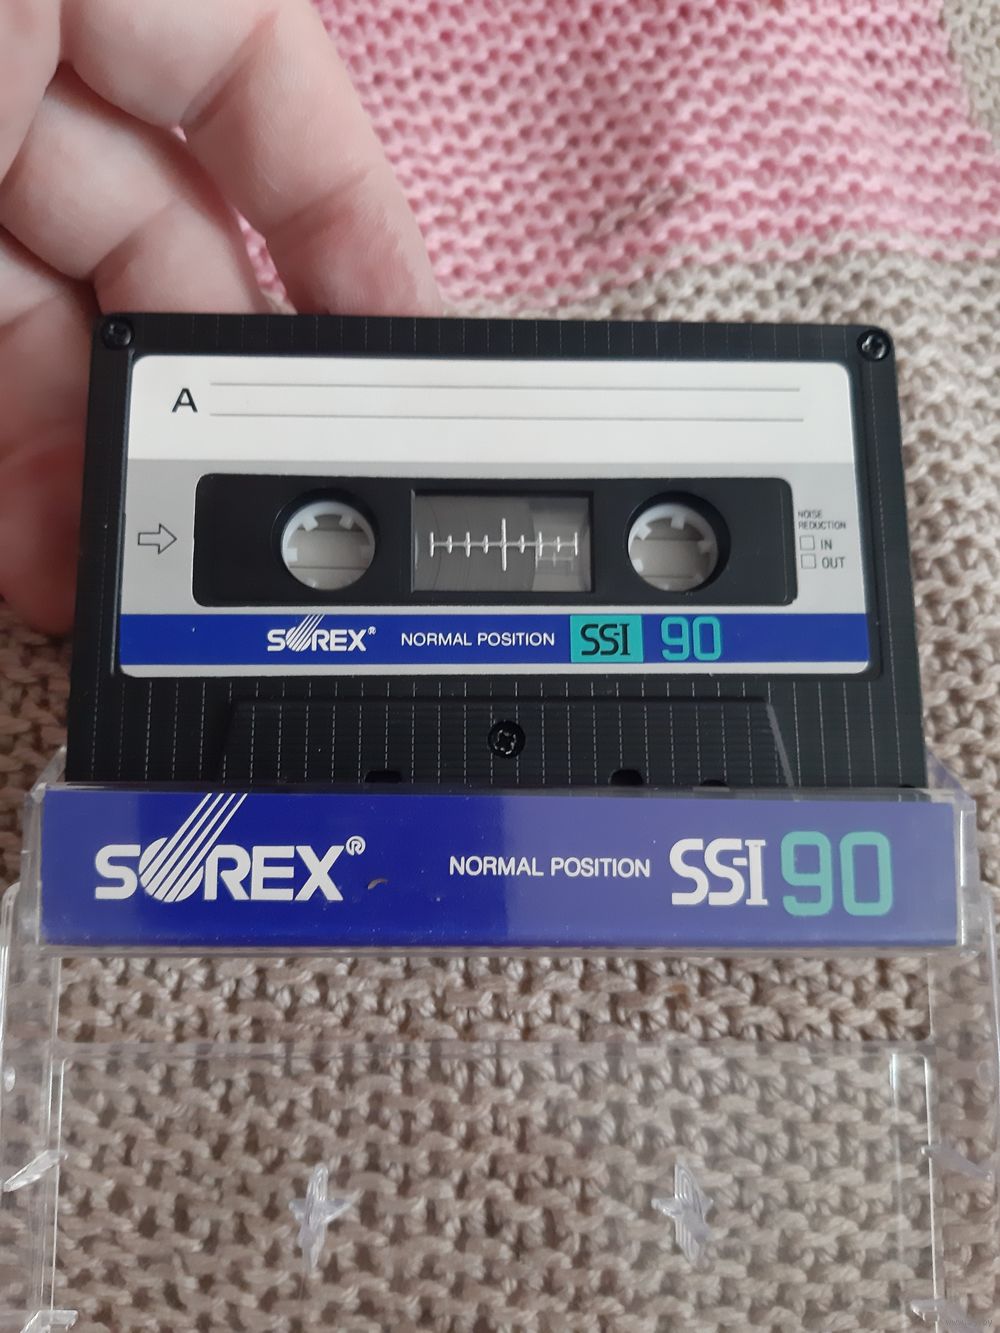 A
NOISE
REDUCTION
IN
OUT
SOREX® NORMAL POSITION SS-I 90
SOREX® NORMAL POSITION SS-I 90